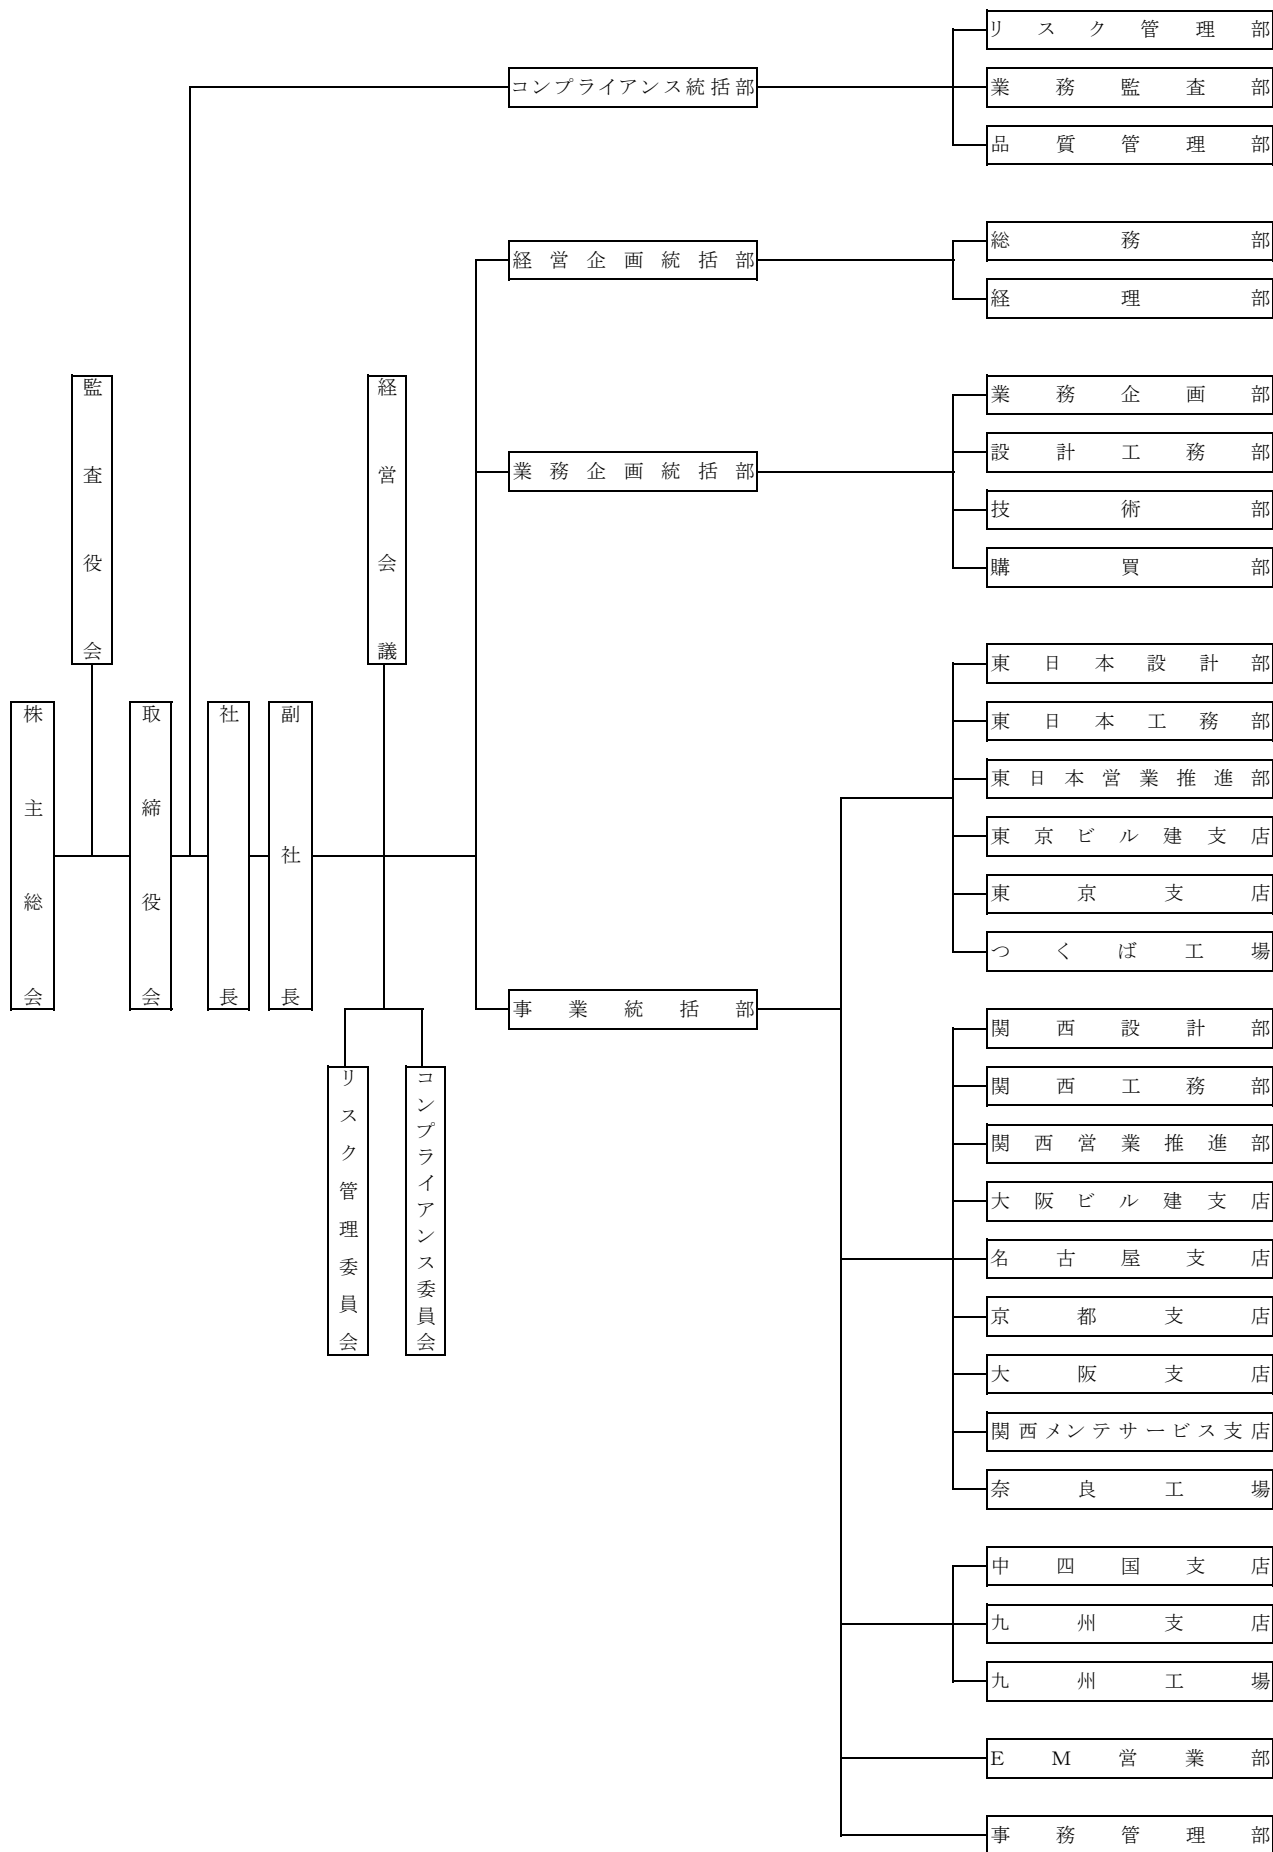 リスク管理部
コンプライアンス統括部
業務監査部
品質管理部
総務部
経営企画統括部
経理部
監査役会
経営会議
業務企画部
設計工務部
業務企画統括部
技術部
購買部
東日本設計部
株主総会
取締役会
社長
副社長
東日本工務部
東日本営業推進部
東京ビル建支店
東京支店
つくば工場
事業統括部
関西設計部
リスク管理委員会
コンプライアンス委員会
関西工務部
関西営業推進部
大阪ビル建支店
名古屋支店
京都支店
大阪支店
関西メンテサービス支店
奈良工場
中四国支店
九州支店
九州工場
EM営業部
事務管理部